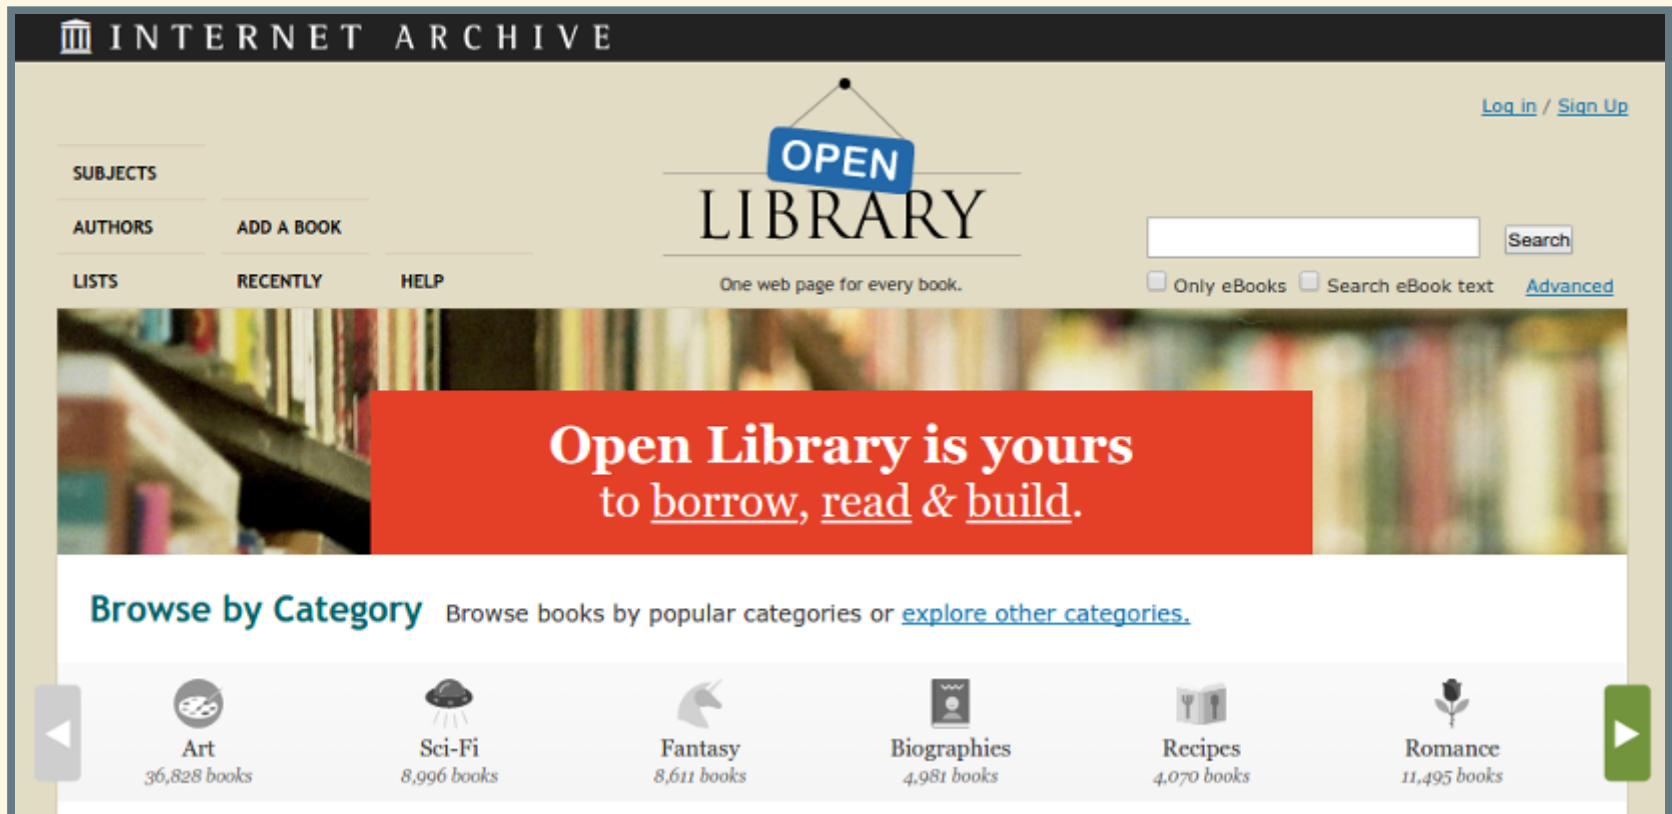 INTERNET ARCHIVE
Log in / Sign Up
SUBJECTS
AUTHORS
LISTS
ADD A BOOK
RECENTLY
HELP
OPEN
LIBRARY
One web page for every book.
Search
Only eBooks
Search eBook text
Advanced
Open Library is yours
to borrow, read & build.
Browse by Category
Browse books by popular categories or explore other categories.
Art
36,828 books
Sci-Fi
8,996 books
Fantasy
8,611 books
Biographies
4,981 books
Recipes
4,070 books
Romance
11,495 books